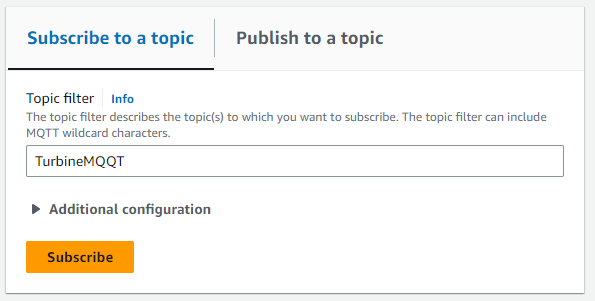 Subscribe to a topic
Publish to a topic
Topic filter
Info
The topic filter describes the topic(s) to which you want to subscribe. The topic filter can include
MQTT wildcard characters.
TurbineMQQT
Additional configuration
Subscribe